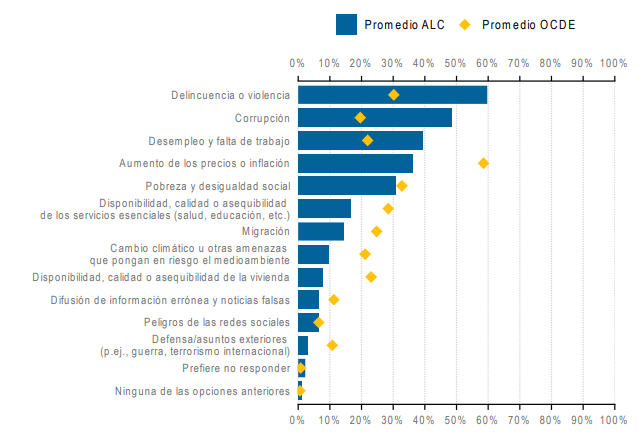 Promedio ALC Promedio OCDE
0% 10% 20% 30% 40% 50% 60% 70% 80% 90% 100%
Delincuencia o violencia
Corrupción
Desempleo y falta de trabajo
Aumento de los precios o inflación
Pobreza y desigualdad social
Disponibilidad, calidad o asequibilidad
de los servicios esenciales (salud, educación, etc.)
Migración
Cambio climático u otras amenazas
que pongan en riesgo el medioambiente
Disponibilidad, calidad o asequibilidad de la vivienda
Difusión de información errónea y noticias falsas
Peligros de las redes sociales
Defensa/asuntos exteriores
(p.ej., guerra, terrorismo internacional)
Prefiere no responder
Ninguna de las opciones anteriores
0% 10% 20% 30% 40% 50% 60% 70% 80% 90% 100%